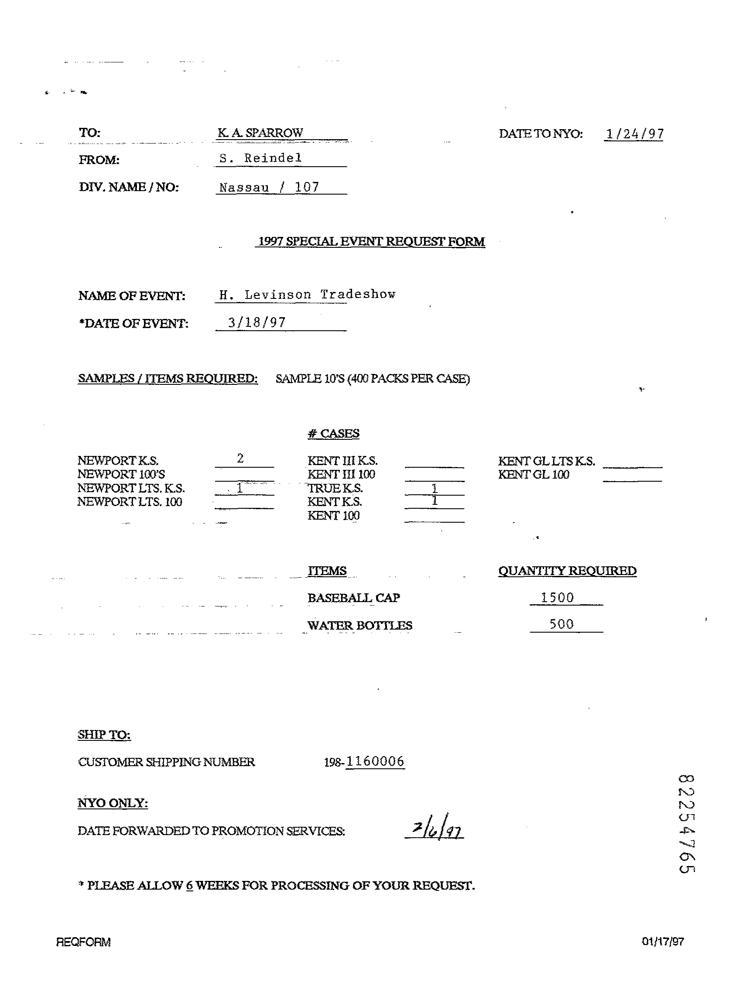 TO: K. A. SPARROW DATE TO NYO: 1/24/97
FROM: S. Reindel
DIV. NAME / NO: Nassau / 107
1997 SPECIAL EVENT REQUEST FORM
NAME OF EVENT: H. Levinson Tradeshow
*DATE OF EVENT: 3/18/97
SAMPLES / ITEMS REQUIRED: SAMPLE 10'S (400 PACKS PER CASE)
# CASES
NEWPORT K.S. 2 KENT III K.S. KENT GL LTS K.S.
NEWPORT 100'S KENT III 100 KENT GL 100
NEWPORT LTS. K.S. 1 TRUE K.S. 1
NEWPORT LTS. 100 KENT K.S. 1
KENT 100
ITEMS QUANTITY REQUIRED
BASEBALL CAP 1500
WATER BOTTLES 500
SHIP TO:
CUSTOMER SHIPPING NUMBER 198-1160006
NYO ONLY:
DATE FORWARDED TO PROMOTION SERVICES: 2/6/97
82254765
* PLEASE ALLOW 6 WEEKS FOR PROCESSING OF YOUR REQUEST.
REQFORM 01/17/97